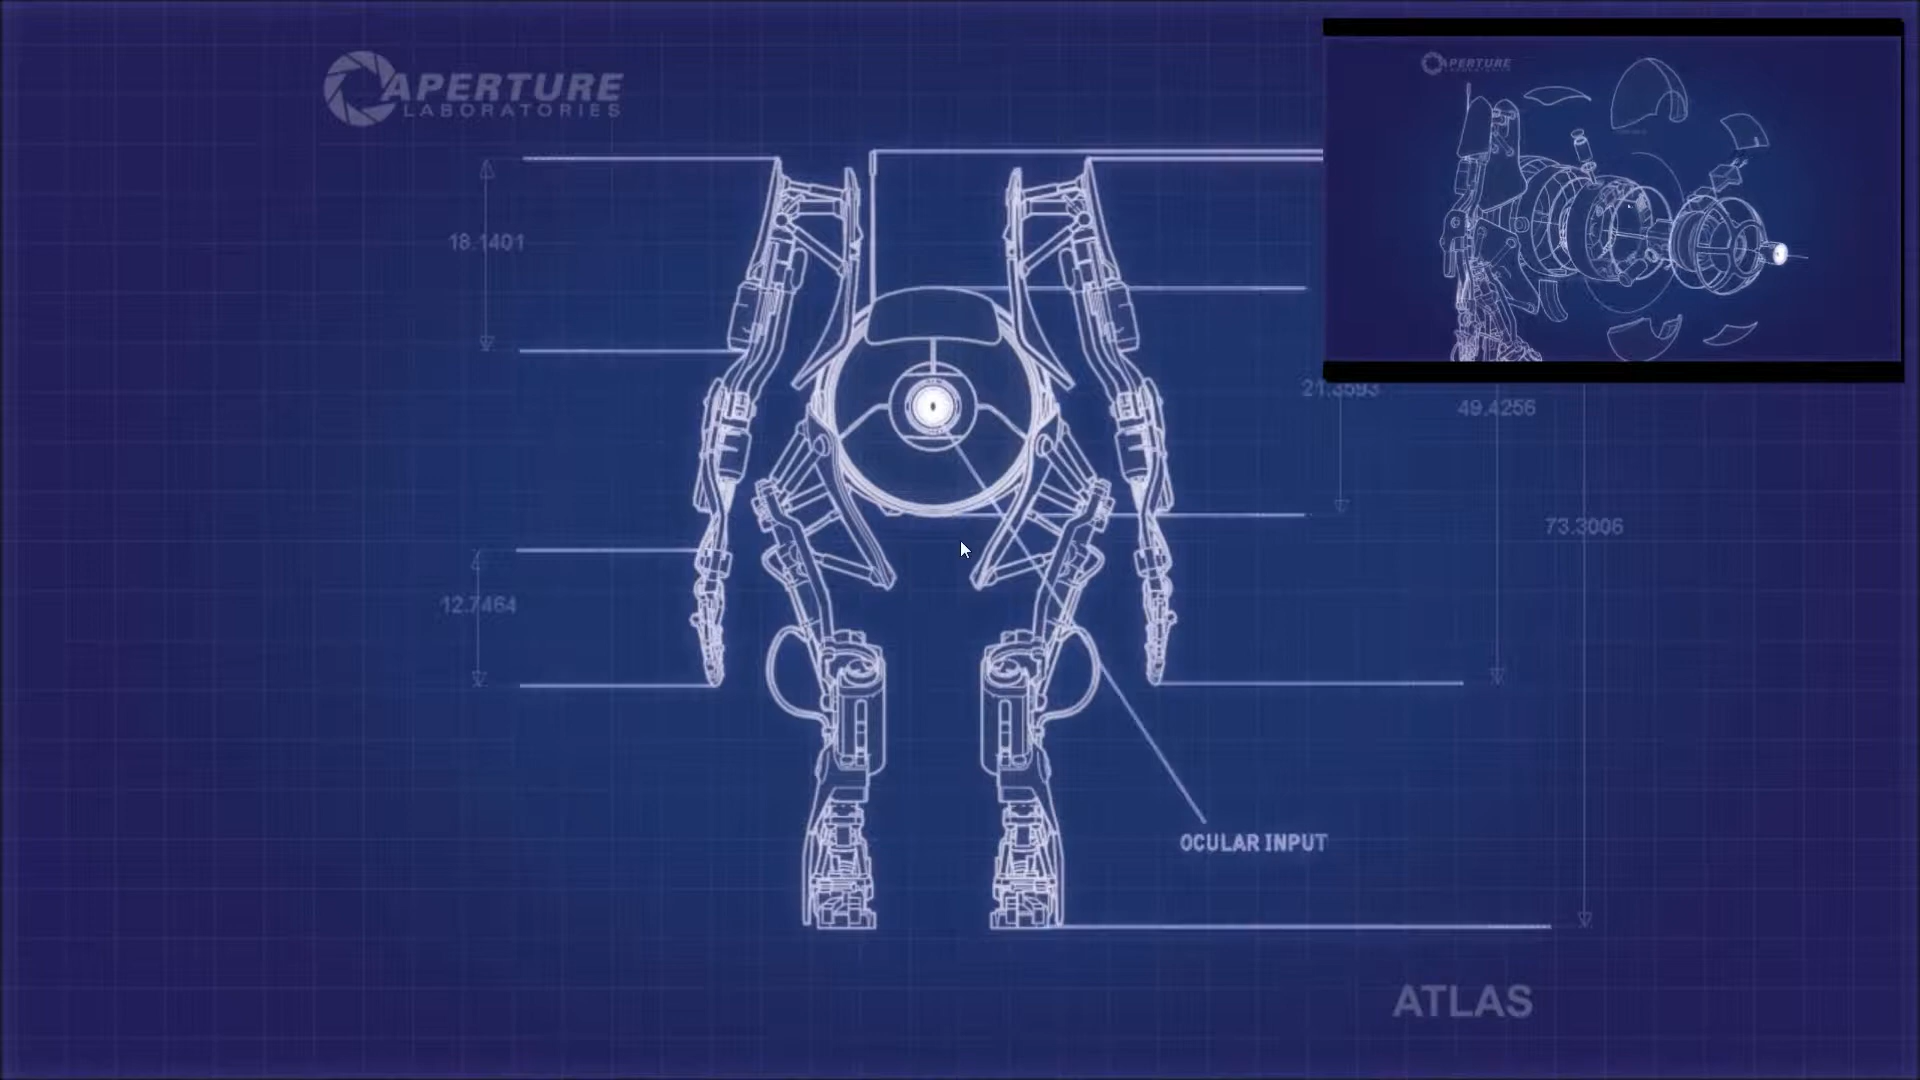 APERTURE
LABORATORIES
APERTURE
18.1401
21.3593
49.4256
73.3006
12.7464
OCULAR INPUT
ATLAS